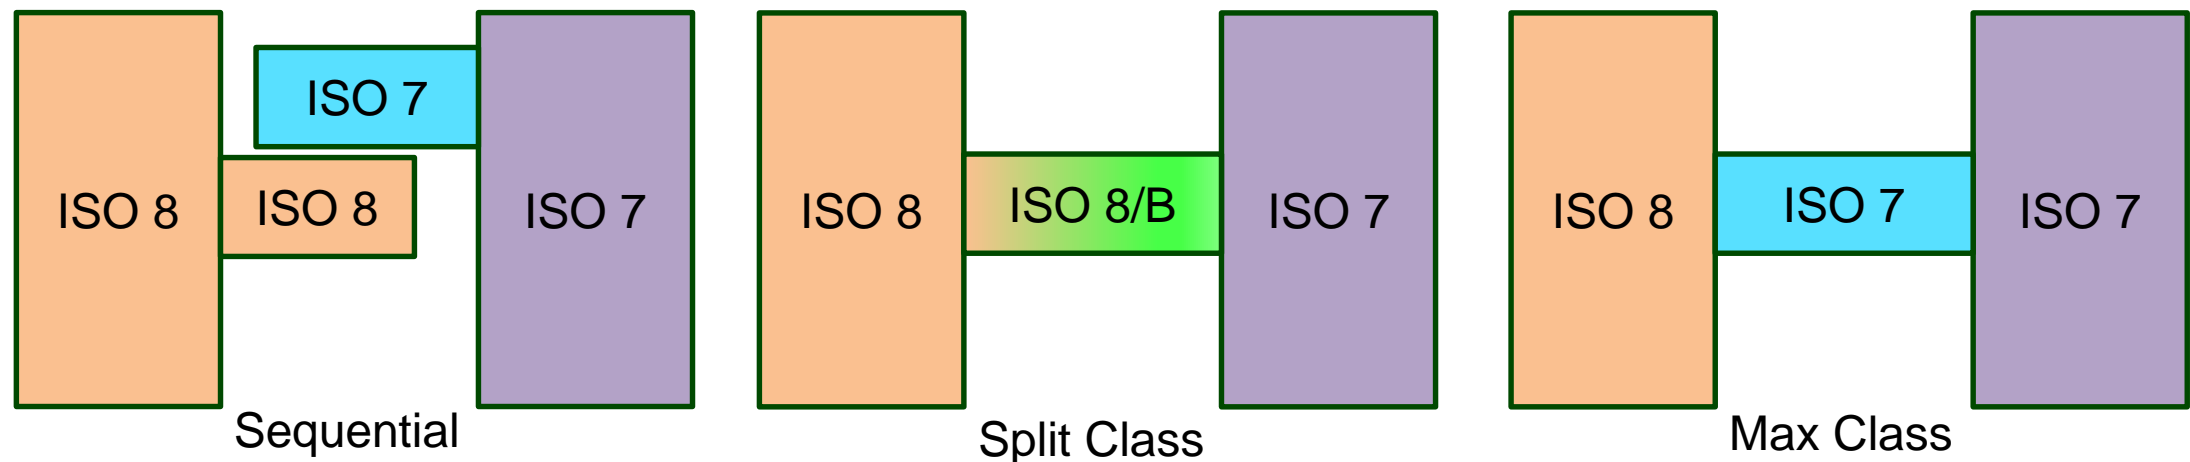 ISO 8
ISO 7
ISO 8
ISO 7
Sequential
ISO 8
ISO 8/B
ISO 7
Split Class
ISO 8
ISO 7
ISO 7
Max Class